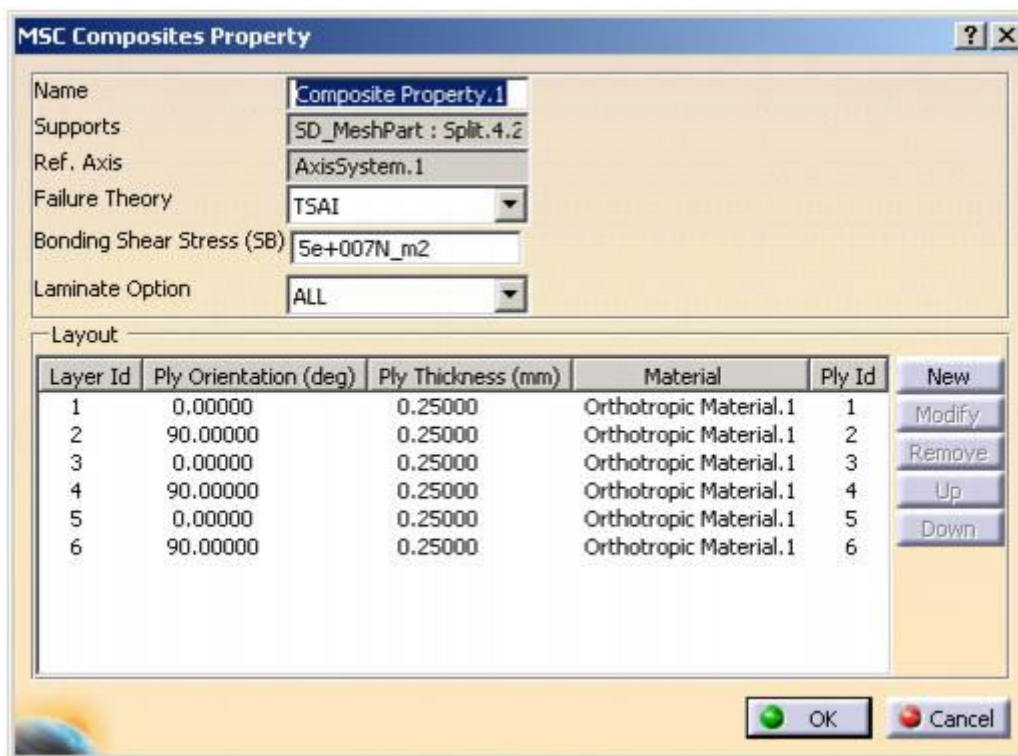 MSC Composites Property
Name Composite Property.1
Supports SD_MeshPart : Split.4.2
Ref. Axis AxisSystem.1
Failure Theory TSAI
Bonding Shear Stress (SB) 5e+007N_m2
Laminate Option ALL
Layout
Layer Id Ply Orientation (deg) Ply Thickness (mm) Material Ply Id New
1 0.00000 0.25000 Orthotropic Material.1 1 Modify
2 90.00000 0.25000 Orthotropic Material.1 2
3 0.00000 0.25000 Orthotropic Material.1 3 Remove
4 90.00000 0.25000 Orthotropic Material.1 4 Up
5 0.00000 0.25000 Orthotropic Material.1 5 Down
6 90.00000 0.25000 Orthotropic Material.1 6
OK Cancel